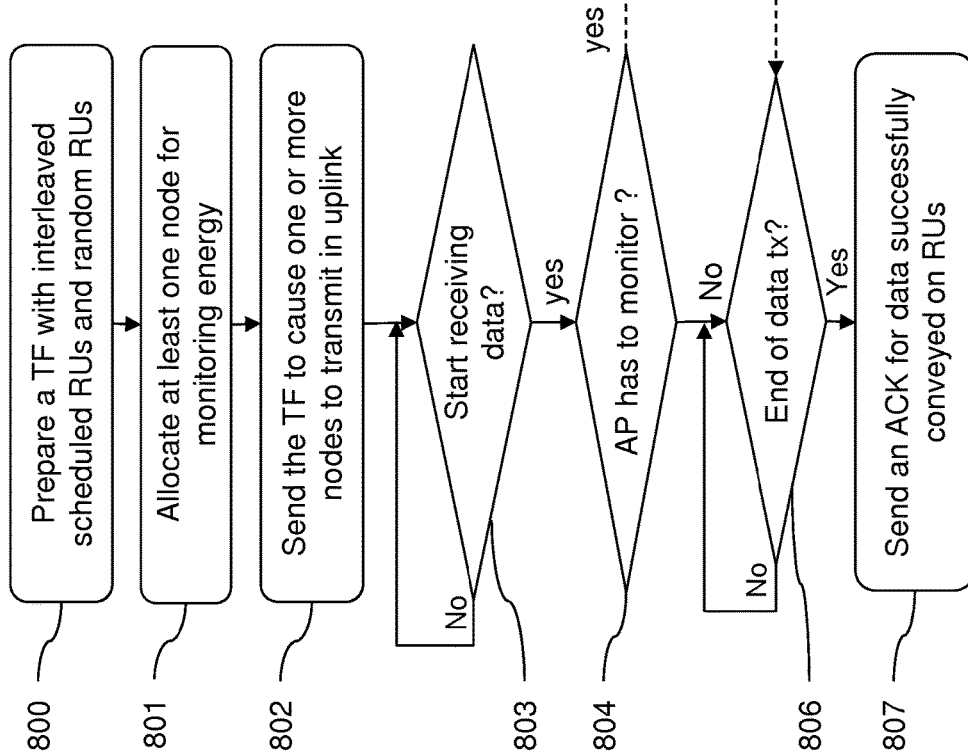 800
Prepare a TF with interleaved
scheduled RUs and random RUs
801
Allocate at least one node for
monitoring energy
802
Send the TF to cause one or more
nodes to transmit in uplink
803
Start receiving
data?
No
yes
804
AP has to monitor ?
yes
No
806
End of data tx?
No
Yes
807
Send an ACK for data successfully
conveyed on RUs